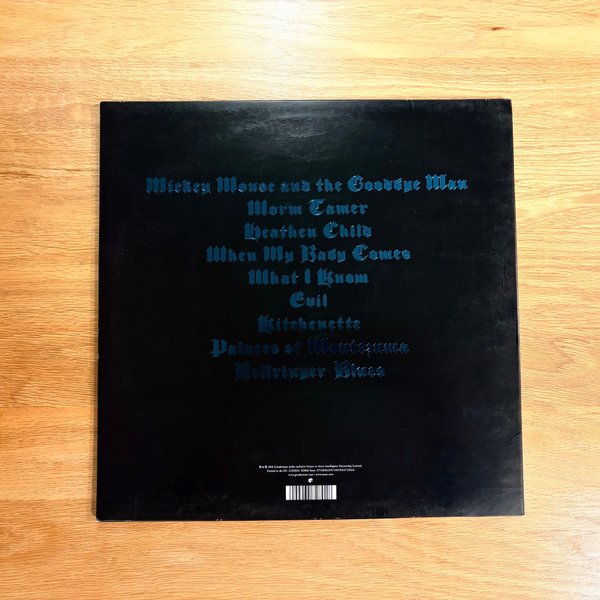 Mickey Mouse and the Goodbye Man
Worm Tamer
Heathen Child
When My Baby Comes
What I Know
Evil
Kitchenette
Palaces of Montezuma
Bellringer Blues